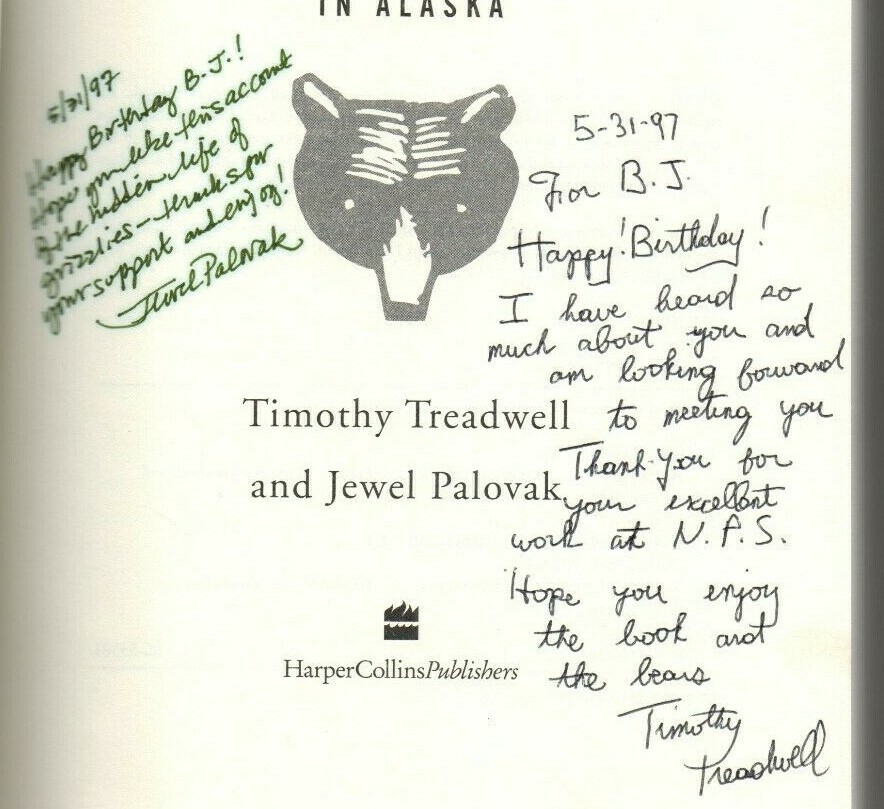 IN ALASKA
5/31/97
Happy Birthday B.J.!
Hope you like this account
of the hidden life of
grizzlies - thanks for
your support and enjoy!
Jewel Palovak
5-31-97
For B.J.
Happy! Birthday!
I have heard so
much about you and
am looking forward
to meeting you
Thank-You for
your excellent
work at N.P.S.
Hope you enjoy
the book and
the bears
Timothy
Treadwell
Timothy Treadwell
and Jewel Palovak
HarperCollinsPublishers